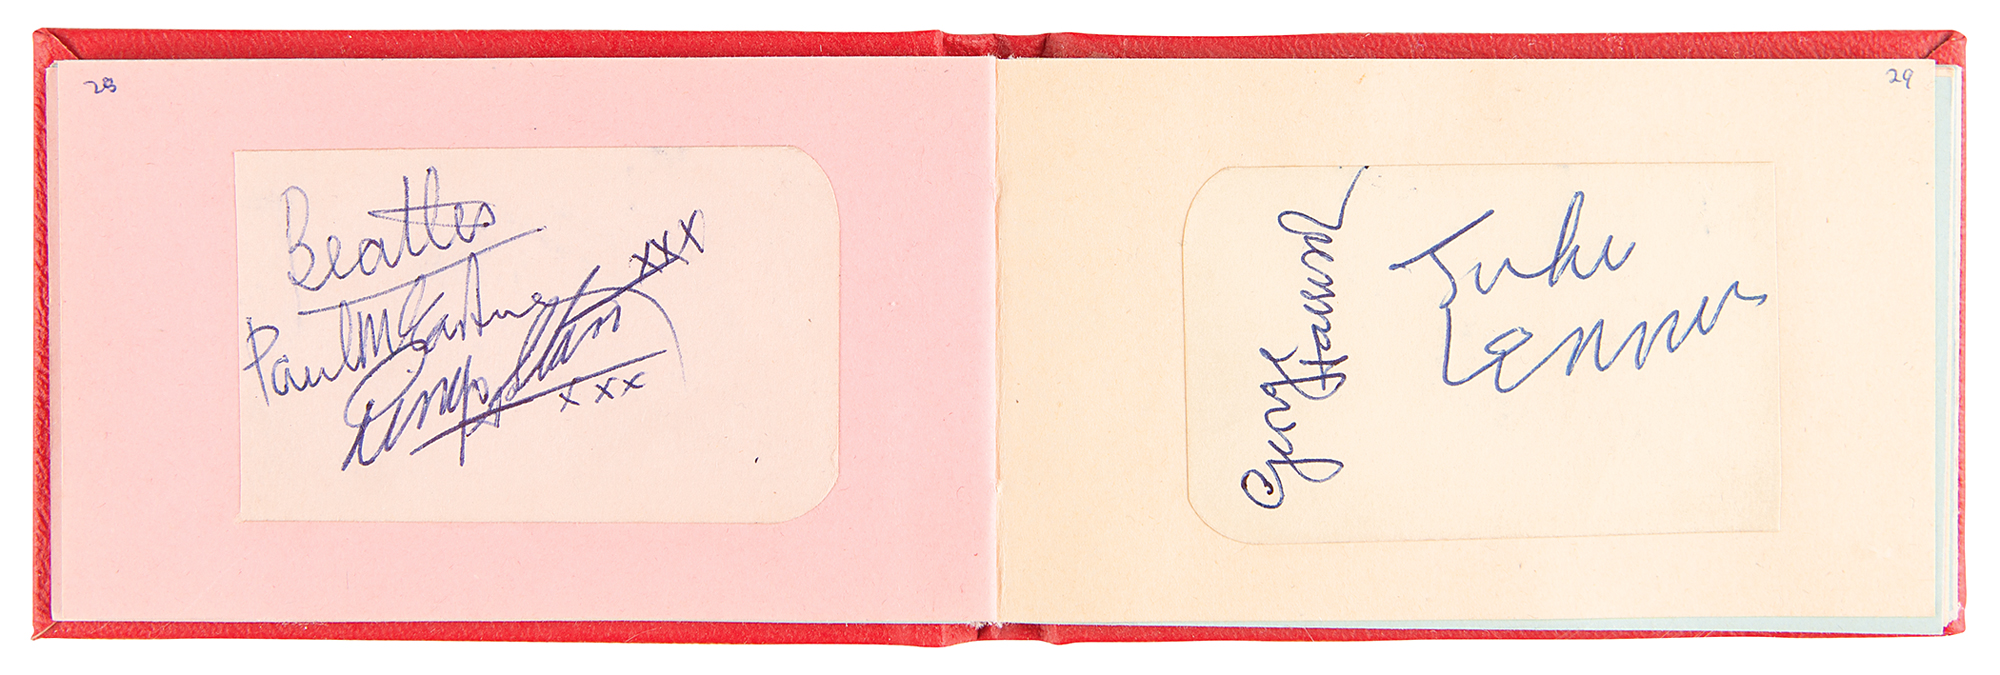 28
Beatles
Paul McCartney xxx
Ringo Starr
xxx
29
George Harrison
John
Lennon